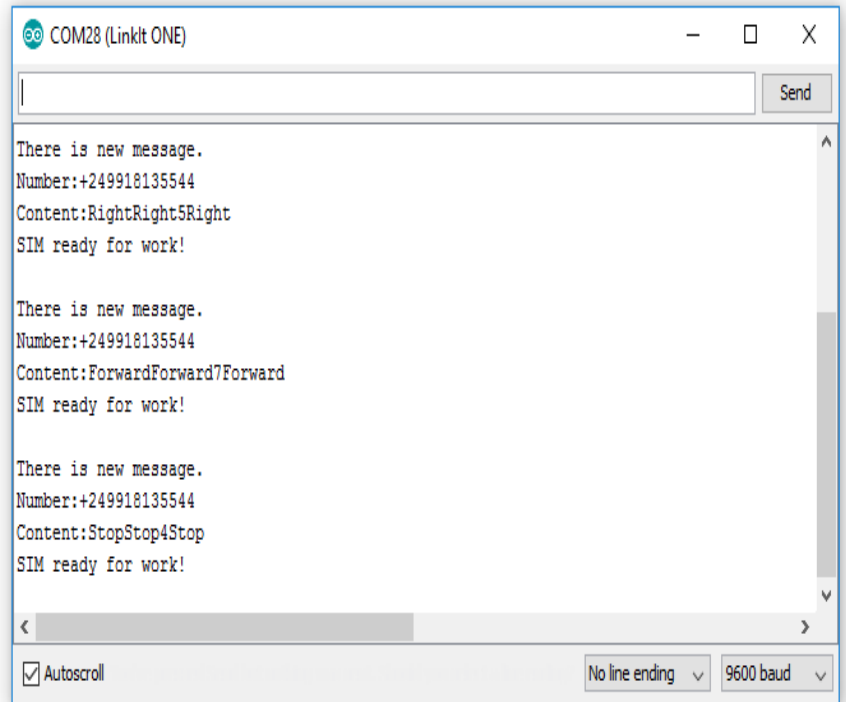 COM28 (LinkIt ONE)
Send
There is new message.
Number:+249918135544
Content:RightRight5Right
SIM ready for work!
There is new message.
Number:+249918135544
Content:ForwardForward7Forward
SIM ready for work!
There is new message.
Number:+249918135544
Content:StopStop4Stop
SIM ready for work!
Autoscroll
No line ending
9600 baud